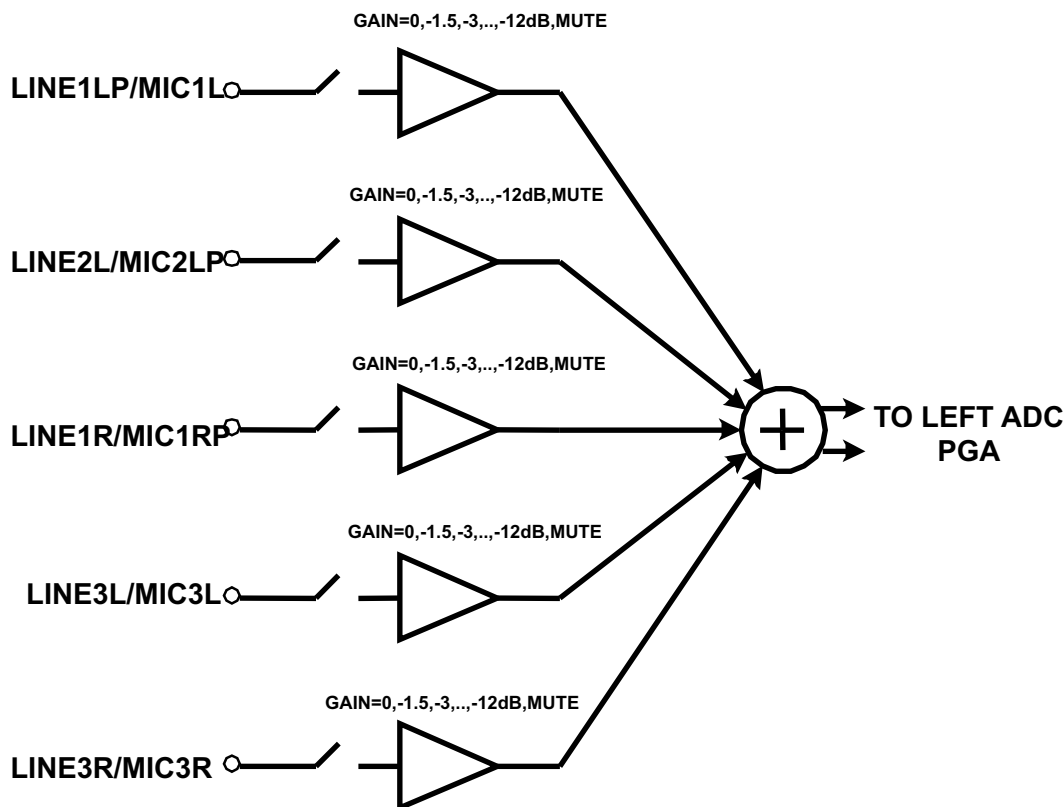 GAIN=0,-1.5,-3,..,-12dB,MUTE
LINE1LP/MIC1L
GAIN=0,-1.5,-3,..,-12dB,MUTE
LINE2L/MIC2LP
GAIN=0,-1.5,-3,..,-12dB,MUTE
LINE1R/MIC1RP
TO LEFT ADC
PGA
GAIN=0,-1.5,-3,..,-12dB,MUTE
LINE3L/MIC3L
GAIN=0,-1.5,-3,..,-12dB,MUTE
LINE3R/MIC3R